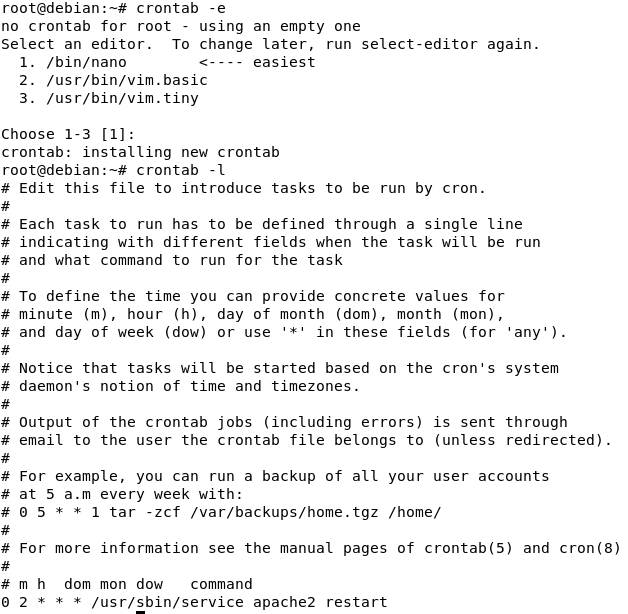 root@debian:~# crontab -e
no crontab for root - using an empty one
Select an editor.  To change later, run select-editor again.
  1. /bin/nano        <---- easiest
  2. /usr/bin/vim.basic
  3. /usr/bin/vim.tiny

Choose 1-3 [1]:
crontab: installing new crontab
root@debian:~# crontab -l
# Edit this file to introduce tasks to be run by cron.
#
# Each task to run has to be defined through a single line
# indicating with different fields when the task will be run
# and what command to run for the task
#
# To define the time you can provide concrete values for
# minute (m), hour (h), day of month (dom), month (mon),
# and day of week (dow) or use '*' in these fields (for 'any').
#
# Notice that tasks will be started based on the cron's system
# daemon's notion of time and timezones.
#
# Output of the crontab jobs (including errors) is sent through
# email to the user the crontab file belongs to (unless redirected).
#
# For example, you can run a backup of all your user accounts
# at 5 a.m every week with:
# 0 5 * * 1 tar -zcf /var/backups/home.tgz /home/
#
# For more information see the manual pages of crontab(5) and cron(8)
#
# m h  dom mon dow   command
0 2 * * * /usr/sbin/service apache2 restart